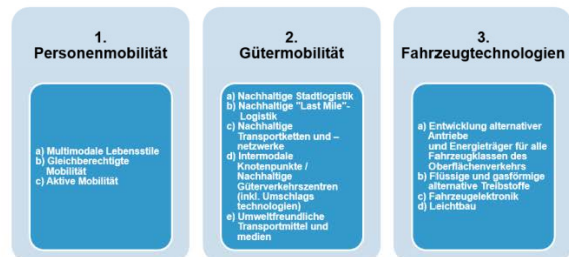 1.
Personenmobilität
a) Multimodale Lebensstile
b) Gleichberechtigte
Mobilität
c) Aktive Mobilität
2.
Gütermobilität
a) Nachhaltige Stadtlogistik
b) Nachhaltige "Last Mile"-
Logistik
c) Nachhaltige
Transportketten und –
netzwerke
d) Intermodale
Knotenpunkte /
Nachhaltige
Güterverkehrszentren
(inkl. Umschlags
technologien)
e) Umweltfreundliche
Transportmittel und
medien
3.
Fahrzeugtechnologien
a) Entwicklung alternativer
Antriebe
und Energieträger für alle
Fahrzeugklassen des
Oberflächenverkehrs
b) Flüssige und gasförmige
alternative Treibstoffe
c) Fahrzeugelektronik
d) Leichtbau